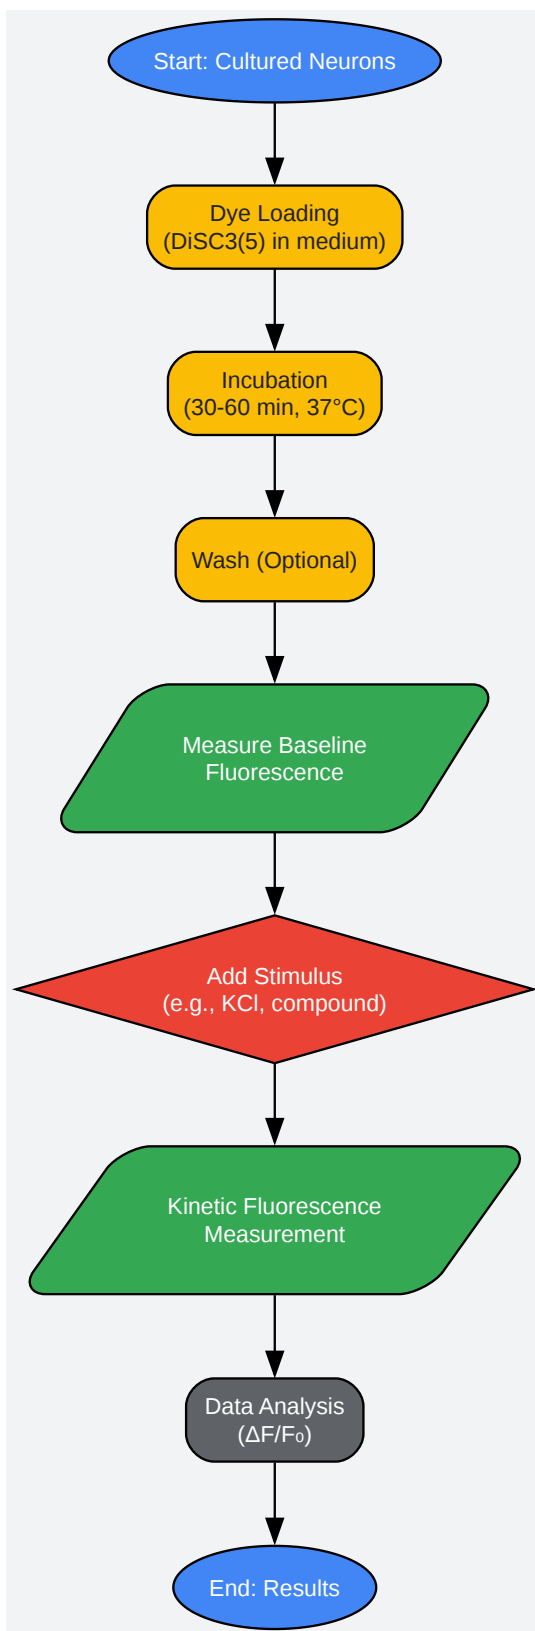 Start: Cultured Neurons
Dye Loading
(DiSC3(5) in medium)
Incubation
(30-60 min, 37°C)
Wash (Optional)
Measure Baseline
Fluorescence
Add Stimulus
(e.g., KCl, compound)
Kinetic Fluorescence
Measurement
Data Analysis
(ΔF/F₀)
End: Results